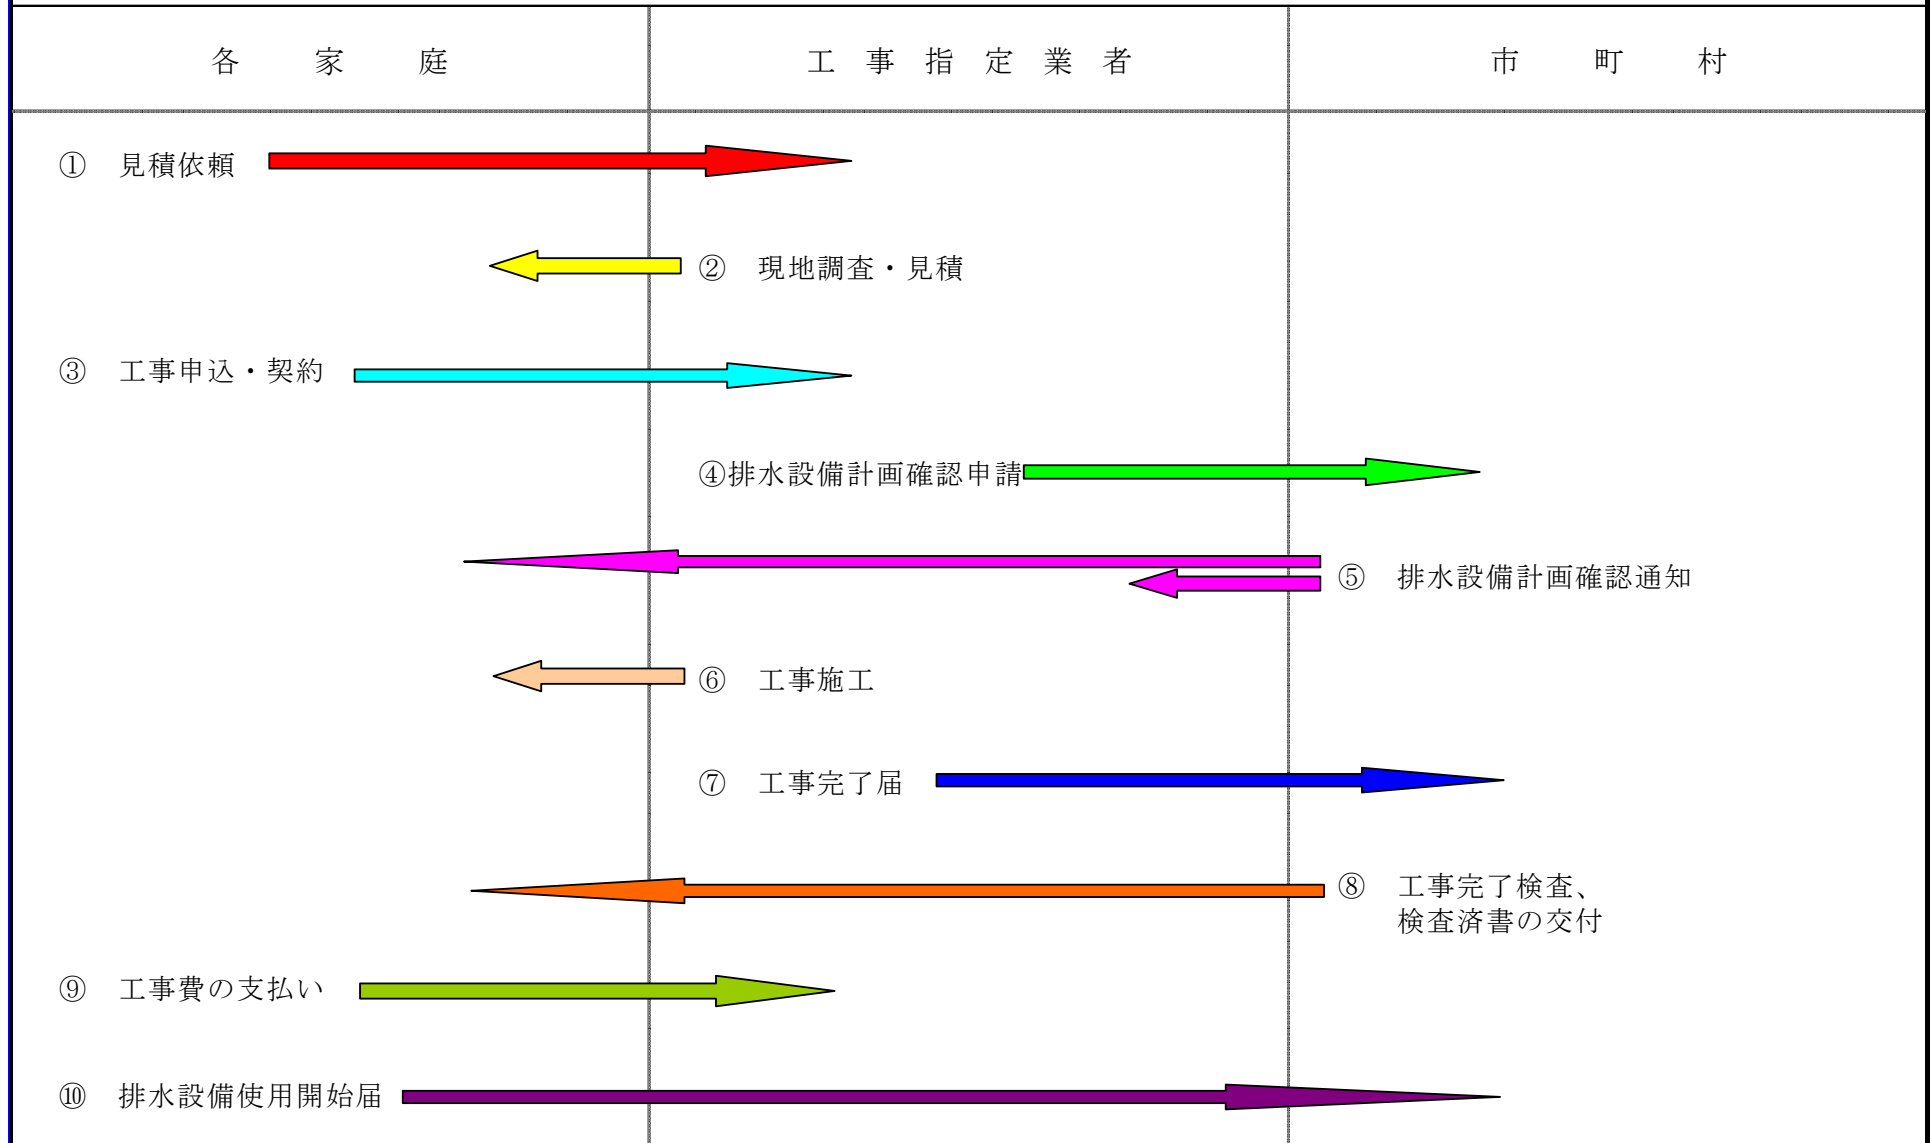 各家庭
工事指定業者
市町村
① 見積依頼
② 現地調査・見積
③ 工事申込・契約
④排水設備計画確認申請
⑤ 排水設備計画確認通知
⑥ 工事施工
⑦ 工事完了届
⑧ 工事完了検査、
検査済書の交付
⑨ 工事費の支払い
⑩ 排水設備使用開始届